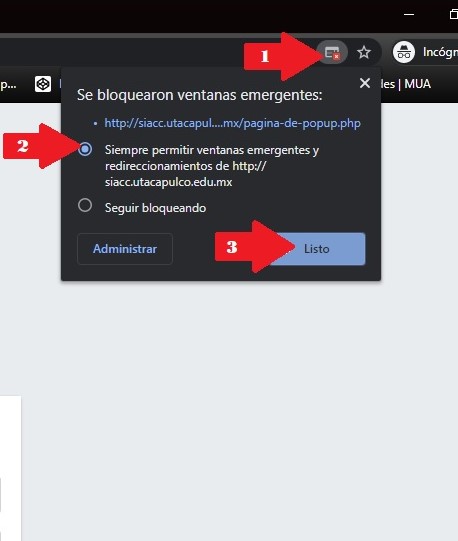 1
Incógn
p...
les | MUA
Se bloquearon ventanas emergentes:
• http://siacc.utacapul....mx/pagina-de-popup.php
2
Siempre permitir ventanas emergentes y
redireccionamientos de http://
siacc.utacapulco.edu.mx
Seguir bloqueando
Administrar
3
Listo